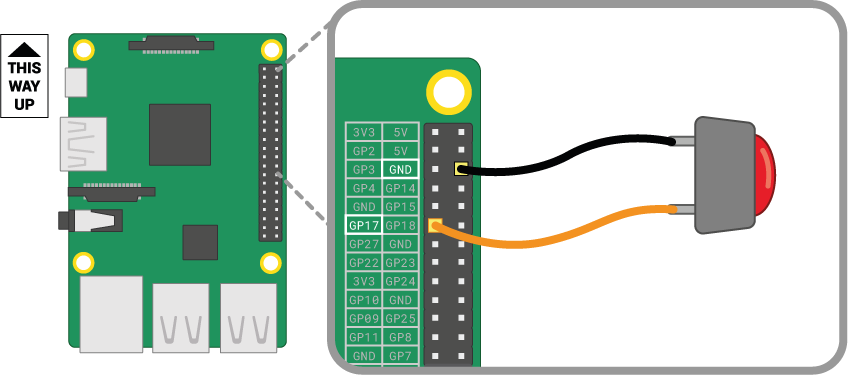 THIS
WAY
UP
3V3 5V
GP2 5V
GP3 GND
GP4 GP14
GND GP15
GP17 GP18
GP27 GND
GP22 GP23
3V3 GP24
GP10 GND
GP09 GP25
GP11 GP8
GND GP7